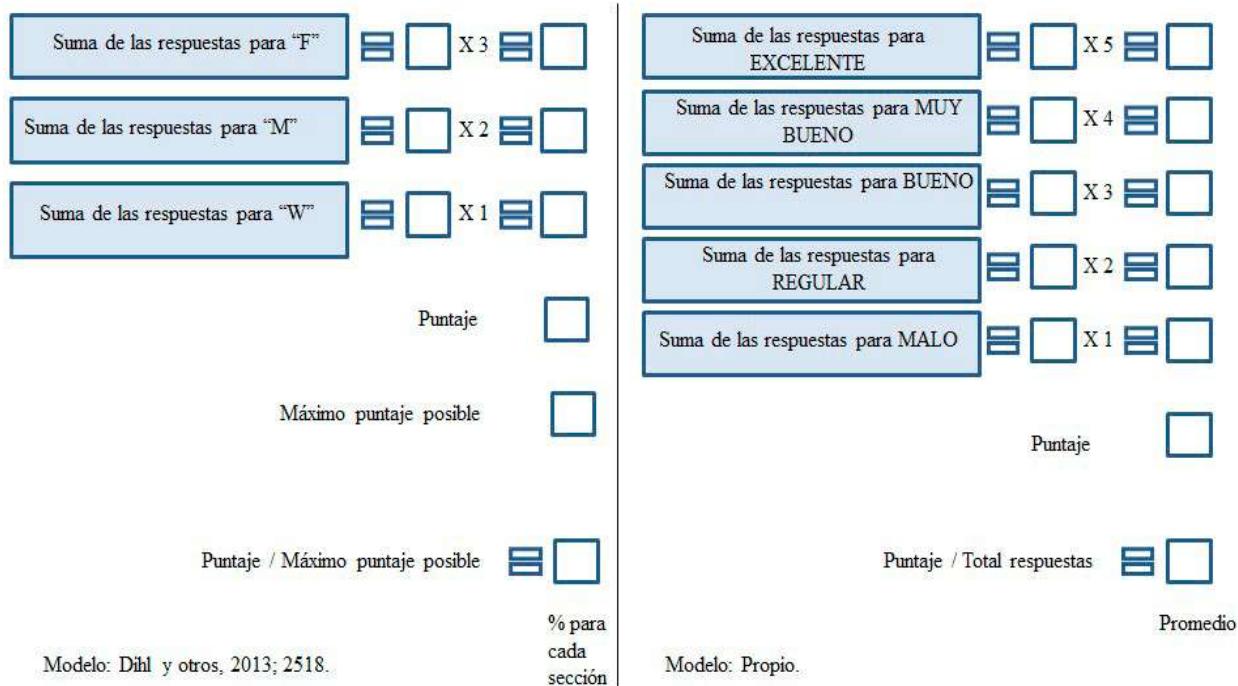 Suma de las respuestas para “F”
X 3
Suma de las respuestas para “M”
X 2
Suma de las respuestas para “W”
X 1
Puntaje
Máximo puntaje posible
Puntaje / Máximo puntaje posible
% para
cada
sección
Modelo: Dihl y otros, 2013; 2518.
Suma de las respuestas para
EXCELENTE
X 5
Suma de las respuestas para MUY
BUENO
X 4
Suma de las respuestas para BUENO
X 3
Suma de las respuestas para
REGULAR
X 2
Suma de las respuestas para MALO
X 1
Puntaje
Puntaje / Total respuestas
Promedio
Modelo: Propio.